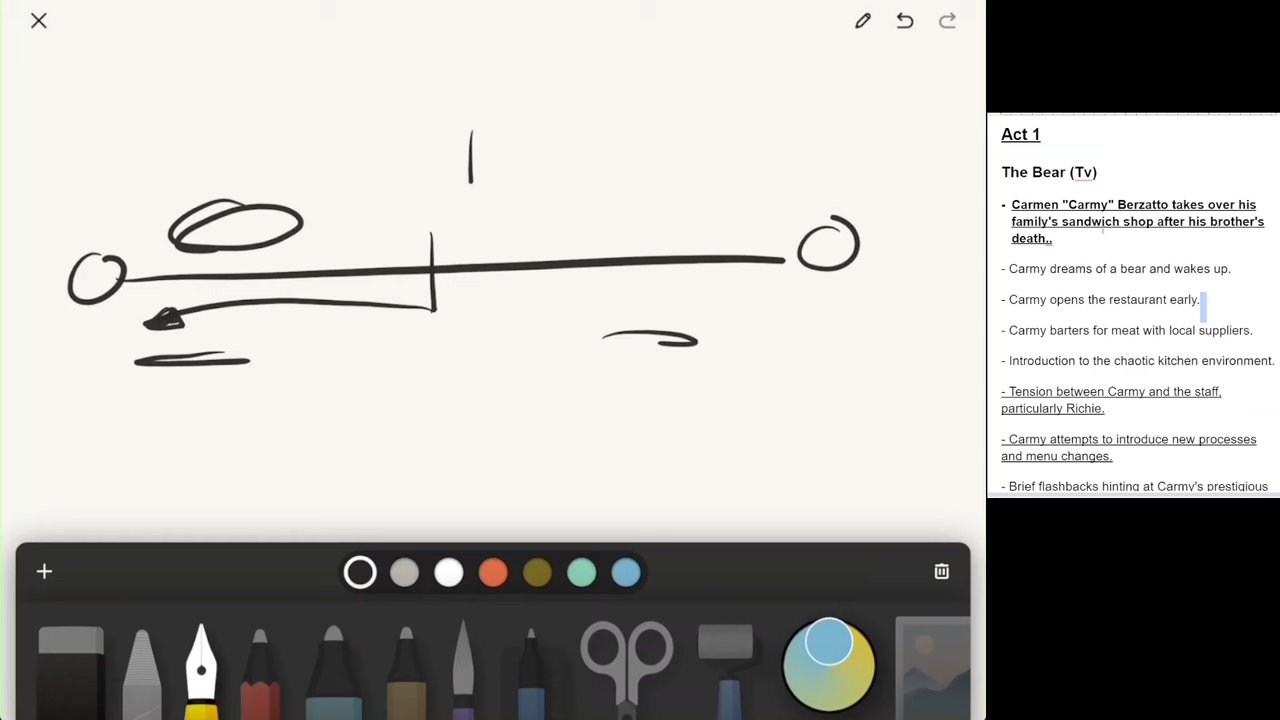 Act 1
The Bear (Tv)
- Carmen "Carmy" Berzatto takes over his
family's sandwich shop after his brother's
death..
- Carmy dreams of a bear and wakes up.
- Carmy opens the restaurant early.
- Carmy barters for meat with local suppliers.
- Introduction to the chaotic kitchen environment.
- Tension between Carmy and the staff,
particularly Richie.
- Carmy attempts to introduce new processes
and menu changes.
- Brief flashbacks hinting at Carmy's prestigious